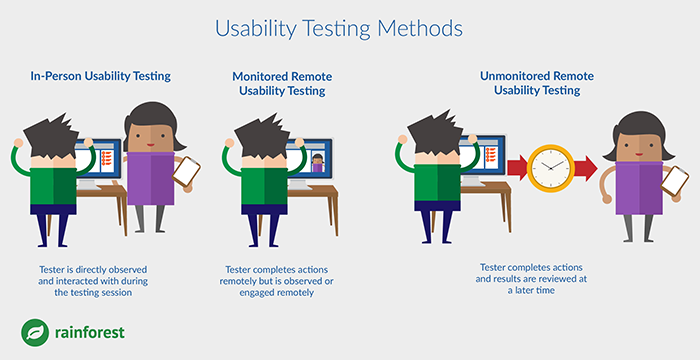 Usability Testing Methods
In-Person Usability Testing
Tester is directly observed
and interacted with during
the testing session
Monitored Remote
Usability Testing
Tester completes actions
remotely but is observed or
engaged remotely
Unmonitored Remote
Usability Testing
Tester completes actions
and results are reviewed at
a later time
rainforest